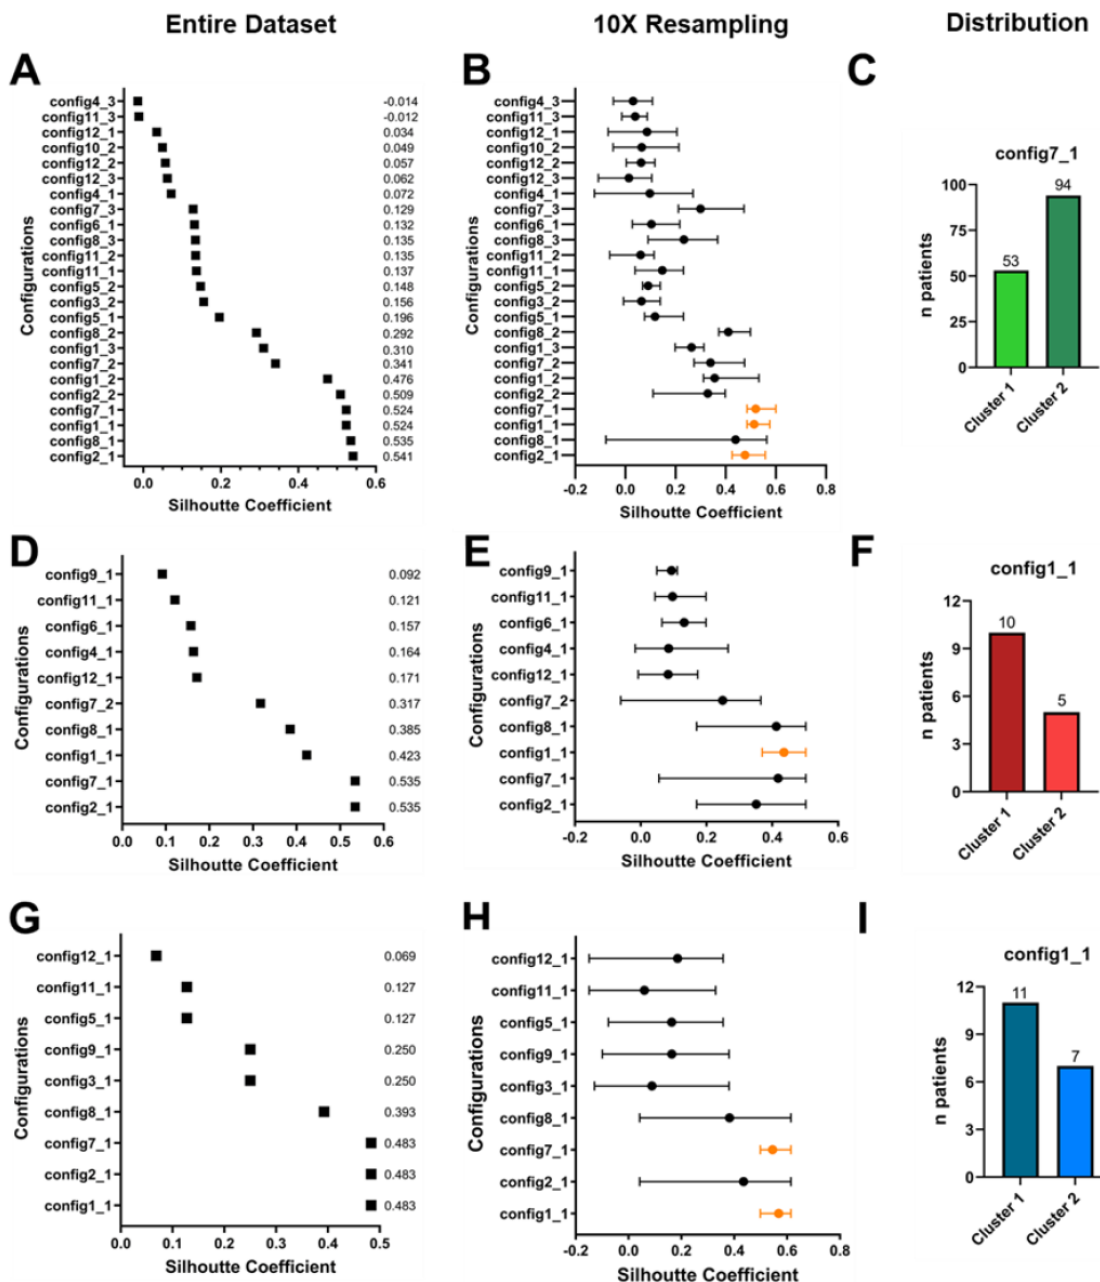 Entire Dataset
10X Resampling
Distribution
A
config4_3 -0.014
config11_3 -0.012
config12_1 0.034
config10_2 0.049
config12_2 0.057
config12_3 0.062
config4_1 0.072
config7_3 0.129
config6_1 0.132
config8_3 0.135
config11_2 0.135
config11_1 0.137
config5_2 0.148
config3_2 0.156
config5_1 0.196
config8_2 0.292
config1_3 0.310
config7_2 0.341
config1_2 0.476
config2_2 0.509
config7_1 0.524
config1_1 0.524
config8_1 0.535
config2_1 0.541
Configurations
0.0 0.2 0.4 0.6
Silhoutte Coefficient
B
config4_3
config11_3
config12_1
config10_2
config12_2
config12_3
config4_1
config7_3
config6_1
config8_3
config11_2
config11_1
config5_2
config3_2
config5_1
config8_2
config1_3
config7_2
config1_2
config2_2
config7_1
config1_1
config8_1
config2_1
Configurations
-0.2 0.0 0.2 0.4 0.6 0.8
Silhoutte Coefficient
C
config7_1
100
75
50
25
0
n patients
53
94
Cluster 1
Cluster 2
D
config9_1 0.092
config11_1 0.121
config6_1 0.157
config4_1 0.164
config12_1 0.171
config7_2 0.317
config8_1 0.385
config1_1 0.423
config7_1 0.535
config2_1 0.535
Configurations
0.0 0.1 0.2 0.3 0.4 0.5 0.6
Silhoutte Coefficient
E
config9_1
config11_1
config6_1
config4_1
config12_1
config7_2
config8_1
config1_1
config7_1
config2_1
Configurations
-0.2 0.0 0.2 0.4 0.6
Silhoutte Coefficient
F
config1_1
12
9
6
3
0
n patients
10
5
Cluster 1
Cluster 2
G
config12_1 0.069
config11_1 0.127
config5_1 0.127
config9_1 0.250
config3_1 0.250
config8_1 0.393
config7_1 0.483
config2_1 0.483
config1_1 0.483
Configurations
0.0 0.1 0.2 0.3 0.4 0.5
Silhoutte Coefficient
H
config12_1
config11_1
config5_1
config9_1
config3_1
config8_1
config7_1
config2_1
config1_1
Configurations
-0.2 0.0 0.2 0.4 0.6 0.8
Silhoutte Coefficient
I
config1_1
12
9
6
3
0
n patients
11
7
Cluster 1
Cluster 2